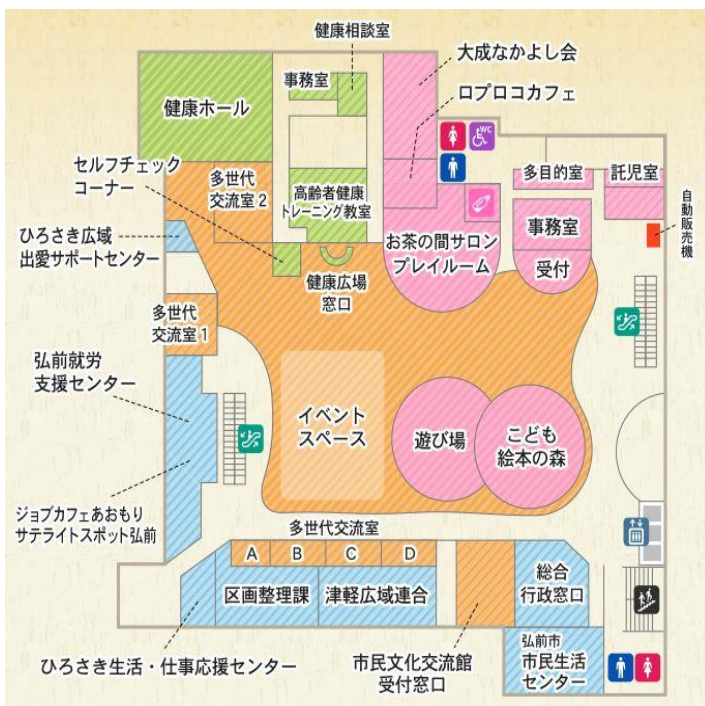 健康相談室
大成なかよし会
事務室
健康ホール
ロプロコカフェ
WC
セルフチェック
コーナー
多世代
交流室2
高齢者健康
トレーニング教室
多目的室
託児室
自動販売機
事務室
受付
お茶の間サロン
プレイルーム
ひろさき広域
出愛サポートセンター
健康広場
窓口
多世代
交流室1
弘前就労
支援センター
イベント
スペース
遊び場
こども
絵本の森
ジョブカフェあおもり
サテライトスポット弘前
多世代交流室
A B C D
区画整理課
津軽広域連合
総合
行政窓口
ひろさき生活・仕事応援センター
市民文化交流館
受付窓口
弘前市
市民生活
センター